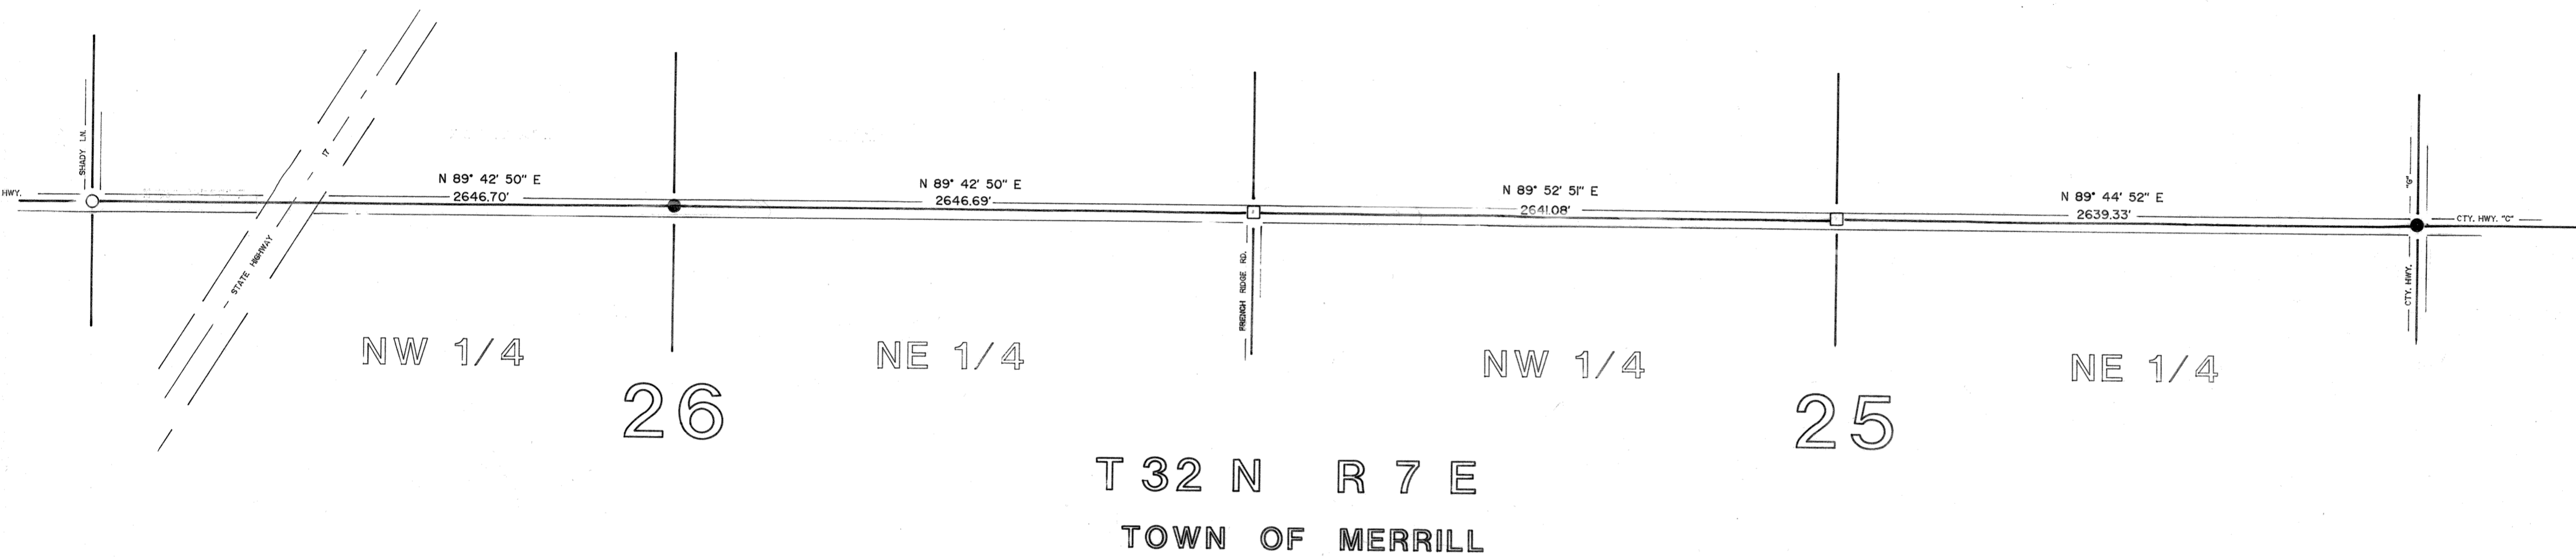 SHADY LN.
17
STATE HIGHWAY
HWY.
N 89° 42' 50" E
2646.70'
N 89° 42' 50" E
2646.69'
N 89° 52' 51" E
2641.08'
N 89° 44' 52" E
2639.33'
"G"
CTY. HWY. "C"
FRENCH RIDGE RD.
CTY. HWY.
NW 1/4
NE 1/4
NW 1/4
NE 1/4
26
25
T 32 N R 7 E
TOWN OF MERRILL